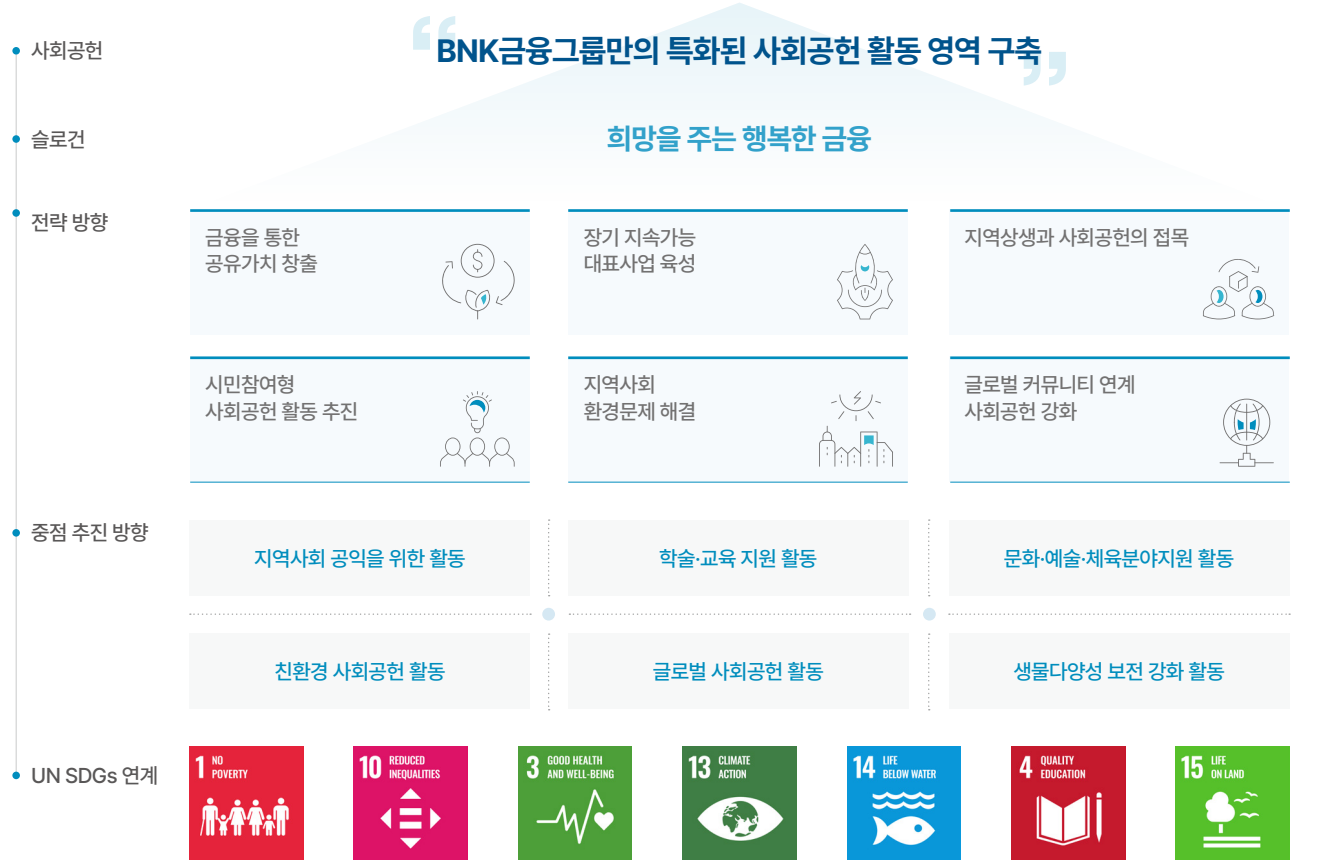 사회공헌
“BNK금융그룹만의 특화된 사회공헌 활동 영역 구축”
슬로건
희망을 주는 행복한 금융
전략 방향
금융을 통한
공유가치 창출
$
장기 지속가능
대표사업 육성
지역상생과 사회공헌의 접목
시민참여형
사회공헌 활동 추진
지역사회
환경문제 해결
글로벌 커뮤니티 연계
사회공헌 강화
중점 추진 방향
지역사회 공익을 위한 활동
학술·교육 지원 활동
문화·예술·체육분야지원 활동
친환경 사회공헌 활동
글로벌 사회공헌 활동
생물다양성 보전 강화 활동
UN SDGs 연계
1 NO
POVERTY
10 REDUCED
INEQUALITIES
3 GOOD HEALTH
AND WELL-BEING
13 CLIMATE
ACTION
14 LIFE
BELOW WATER
4 QUALITY
EDUCATION
15 LIFE
ON LAND